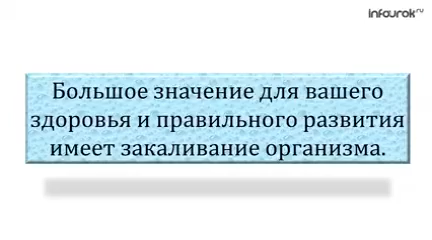 infourok.ru
Большое значение для вашего
здоровья и правильного развития
имеет закаливание организма.